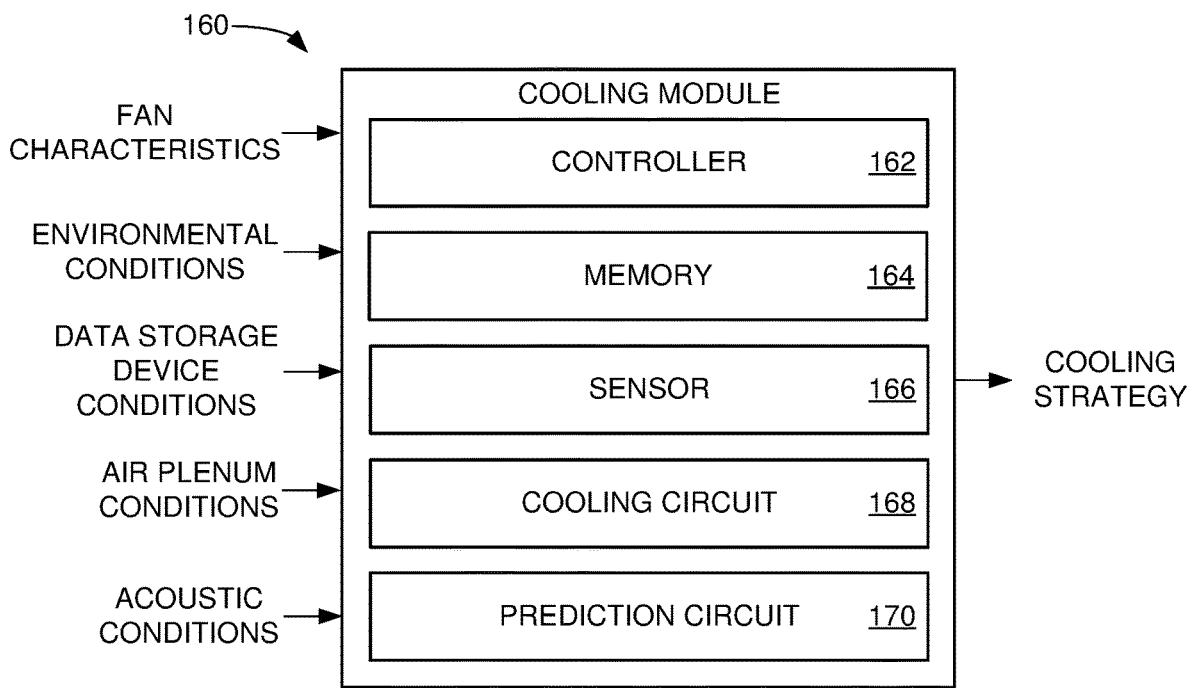 160
COOLING MODULE
FAN
CHARACTERISTICS
CONTROLLER 162
ENVIRONMENTAL
CONDITIONS
MEMORY 164
DATA STORAGE
DEVICE
CONDITIONS
SENSOR 166
COOLING
STRATEGY
AIR PLENUM
CONDITIONS
COOLING CIRCUIT 168
ACOUSTIC
CONDITIONS
PREDICTION CIRCUIT 170